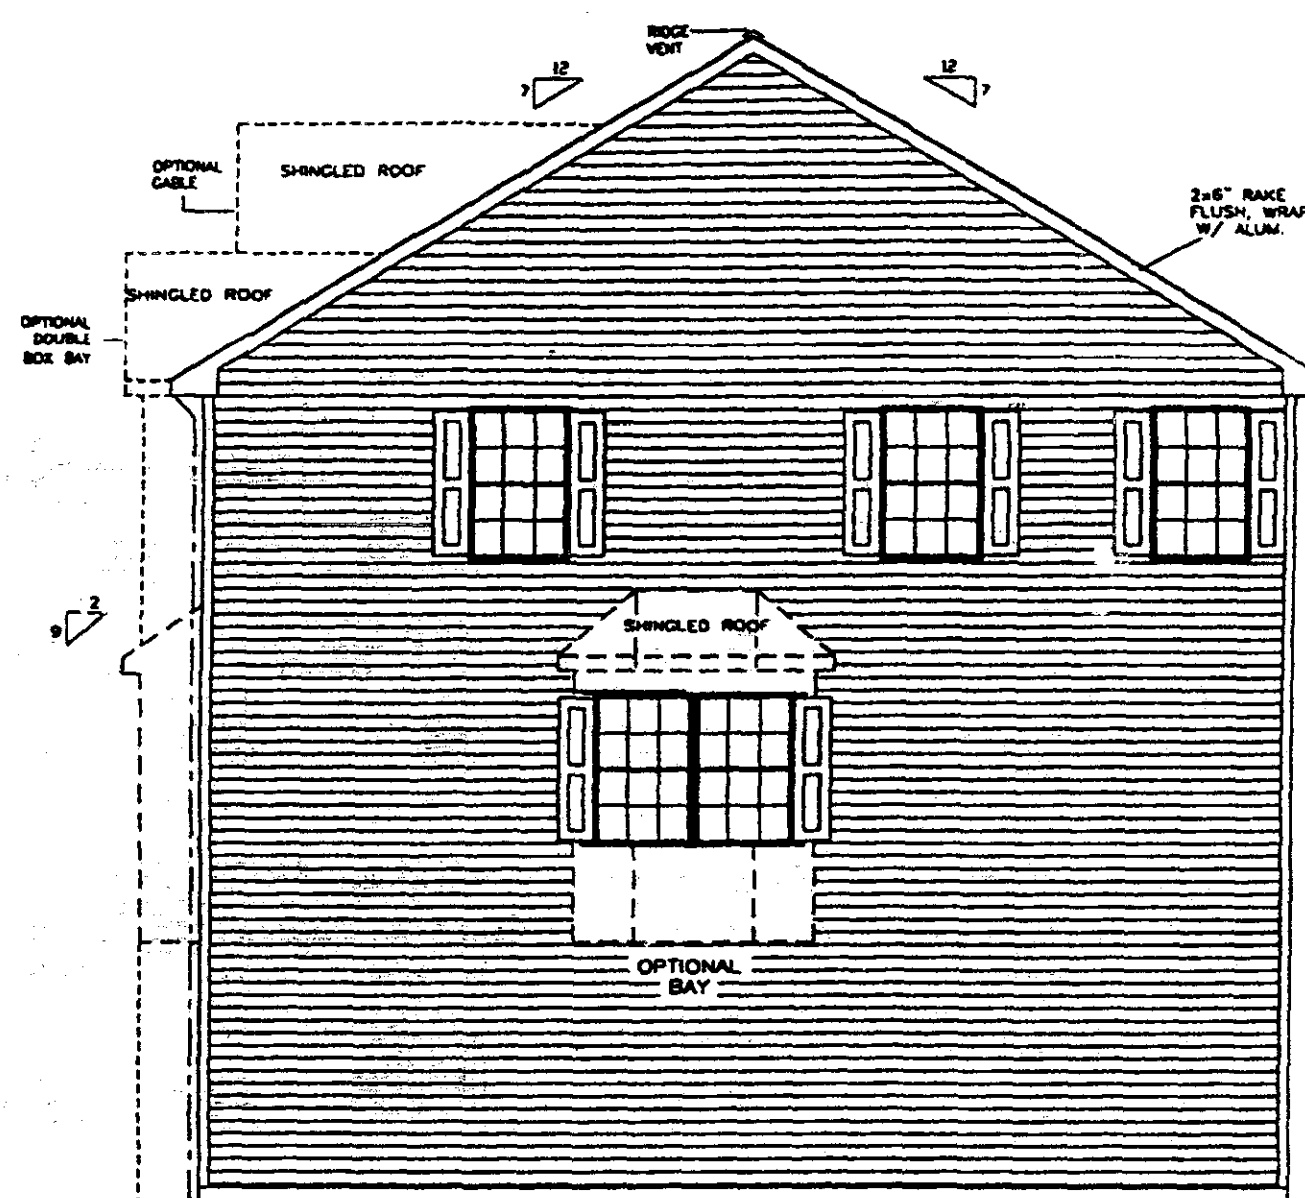 RIDGE
VENT
12
7
12
7
OPTIONAL
GABLE
SHINGLED ROOF
2x6" RAKE
FLUSH, WRAP
W/ ALUM.
SHINGLED ROOF
OPTIONAL
DOUBLE
BOX BAY
2
9
SHINGLED ROOF
OPTIONAL
BAY